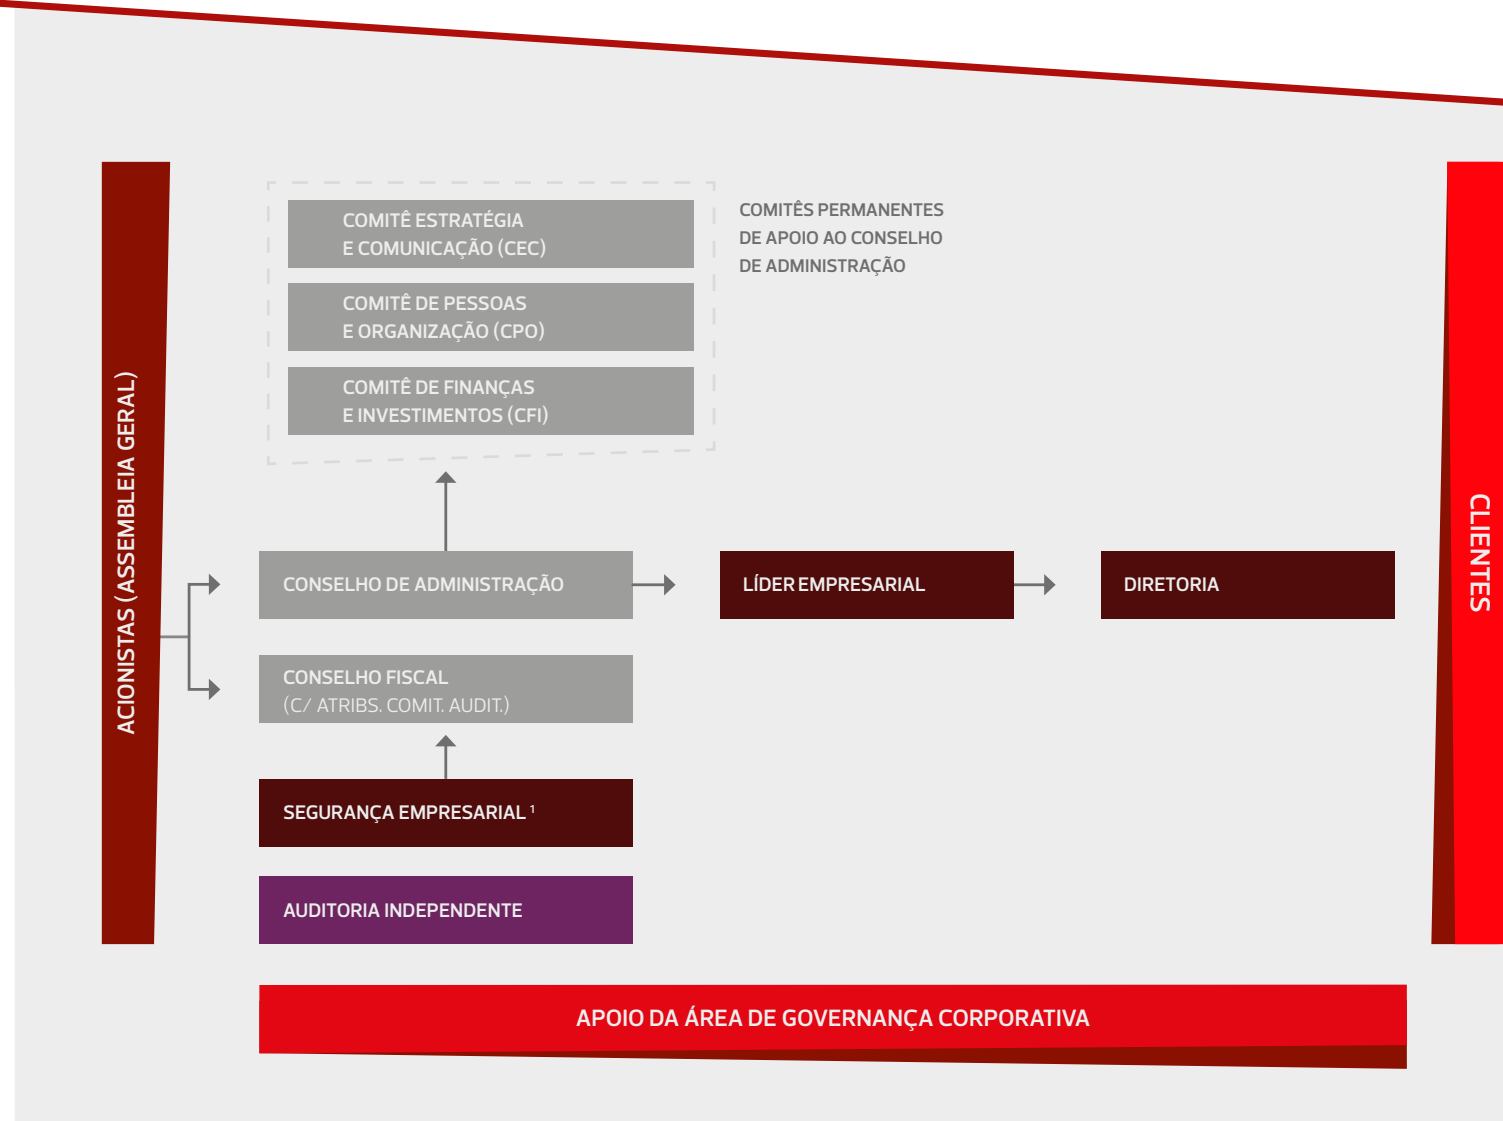 COMITÊ ESTRATÉGIA
E COMUNICAÇÃO (CEC)
COMITÊ DE PESSOAS
E ORGANIZAÇÃO (CPO)
COMITÊ DE FINANÇAS
E INVESTIMENTOS (CFI)
COMITÊS PERMANENTES
DE APOIO AO CONSELHO
DE ADMINISTRAÇÃO
ACIONISTAS (ASSEMBLEIA GERAL)
CONSELHO DE ADMINISTRAÇÃO
LÍDER EMPRESARIAL
DIRETORIA
CLIENTES
CONSELHO FISCAL
(C/ ATRIBS. COMIT. AUDIT.)
SEGURANÇA EMPRESARIAL ¹
AUDITORIA INDEPENDENTE
APOIO DA ÁREA DE GOVERNANÇA CORPORATIVA